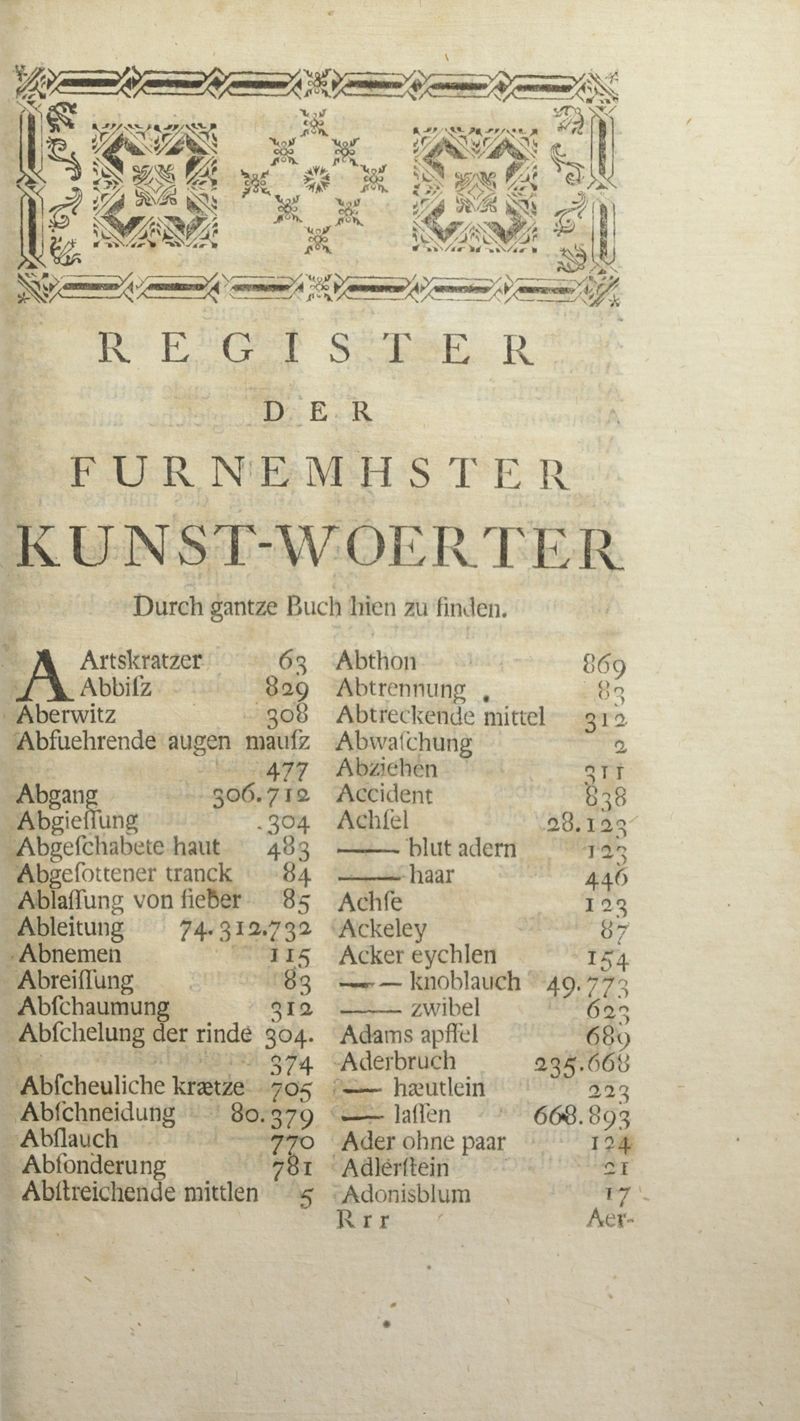 REGISTER
DER
FURNEMHSTER
KUNST-WOERTER
Durch gantze Buch hien zu finden.
AArtskratzer 63
Abbiſz 829
Aberwitz 308
Abfuehrende augen mauſz
477
Abgang 306.712
Abgieſſung .304
Abgeſchabete haut 483
Abgeſottener tranck 84
Ablaſſung von fieber 85
Ableitung 74.312.732
Abnemen 115
Abreiſſung 83
Abſchaumung 312
Abſchelung der rinde 304.
374
Abſcheuliche krætze 705
Abſchneidung 80.379
Abſlauch 770
Abſonderung 781
Abſtreichende mittlen 5
Abthon 869
Abtrennung . 83
Abtreckende mittel 312
Abwaſchung 2
Abziehen 311
Accident 838
Achſel 28.123
—— blut adern 123
—— haar 446
Achſe 123
Ackeley 87
Acker eychlen 154
—— knoblauch 49.773
—— zwibel 623
Adams apffel 689
Aderbruch 235.668
—— hæutlein 223
—— laſſen 668.893
Ader ohne paar 124
Adlerſtein 21
Adonisblum 17
Rrr Aer-